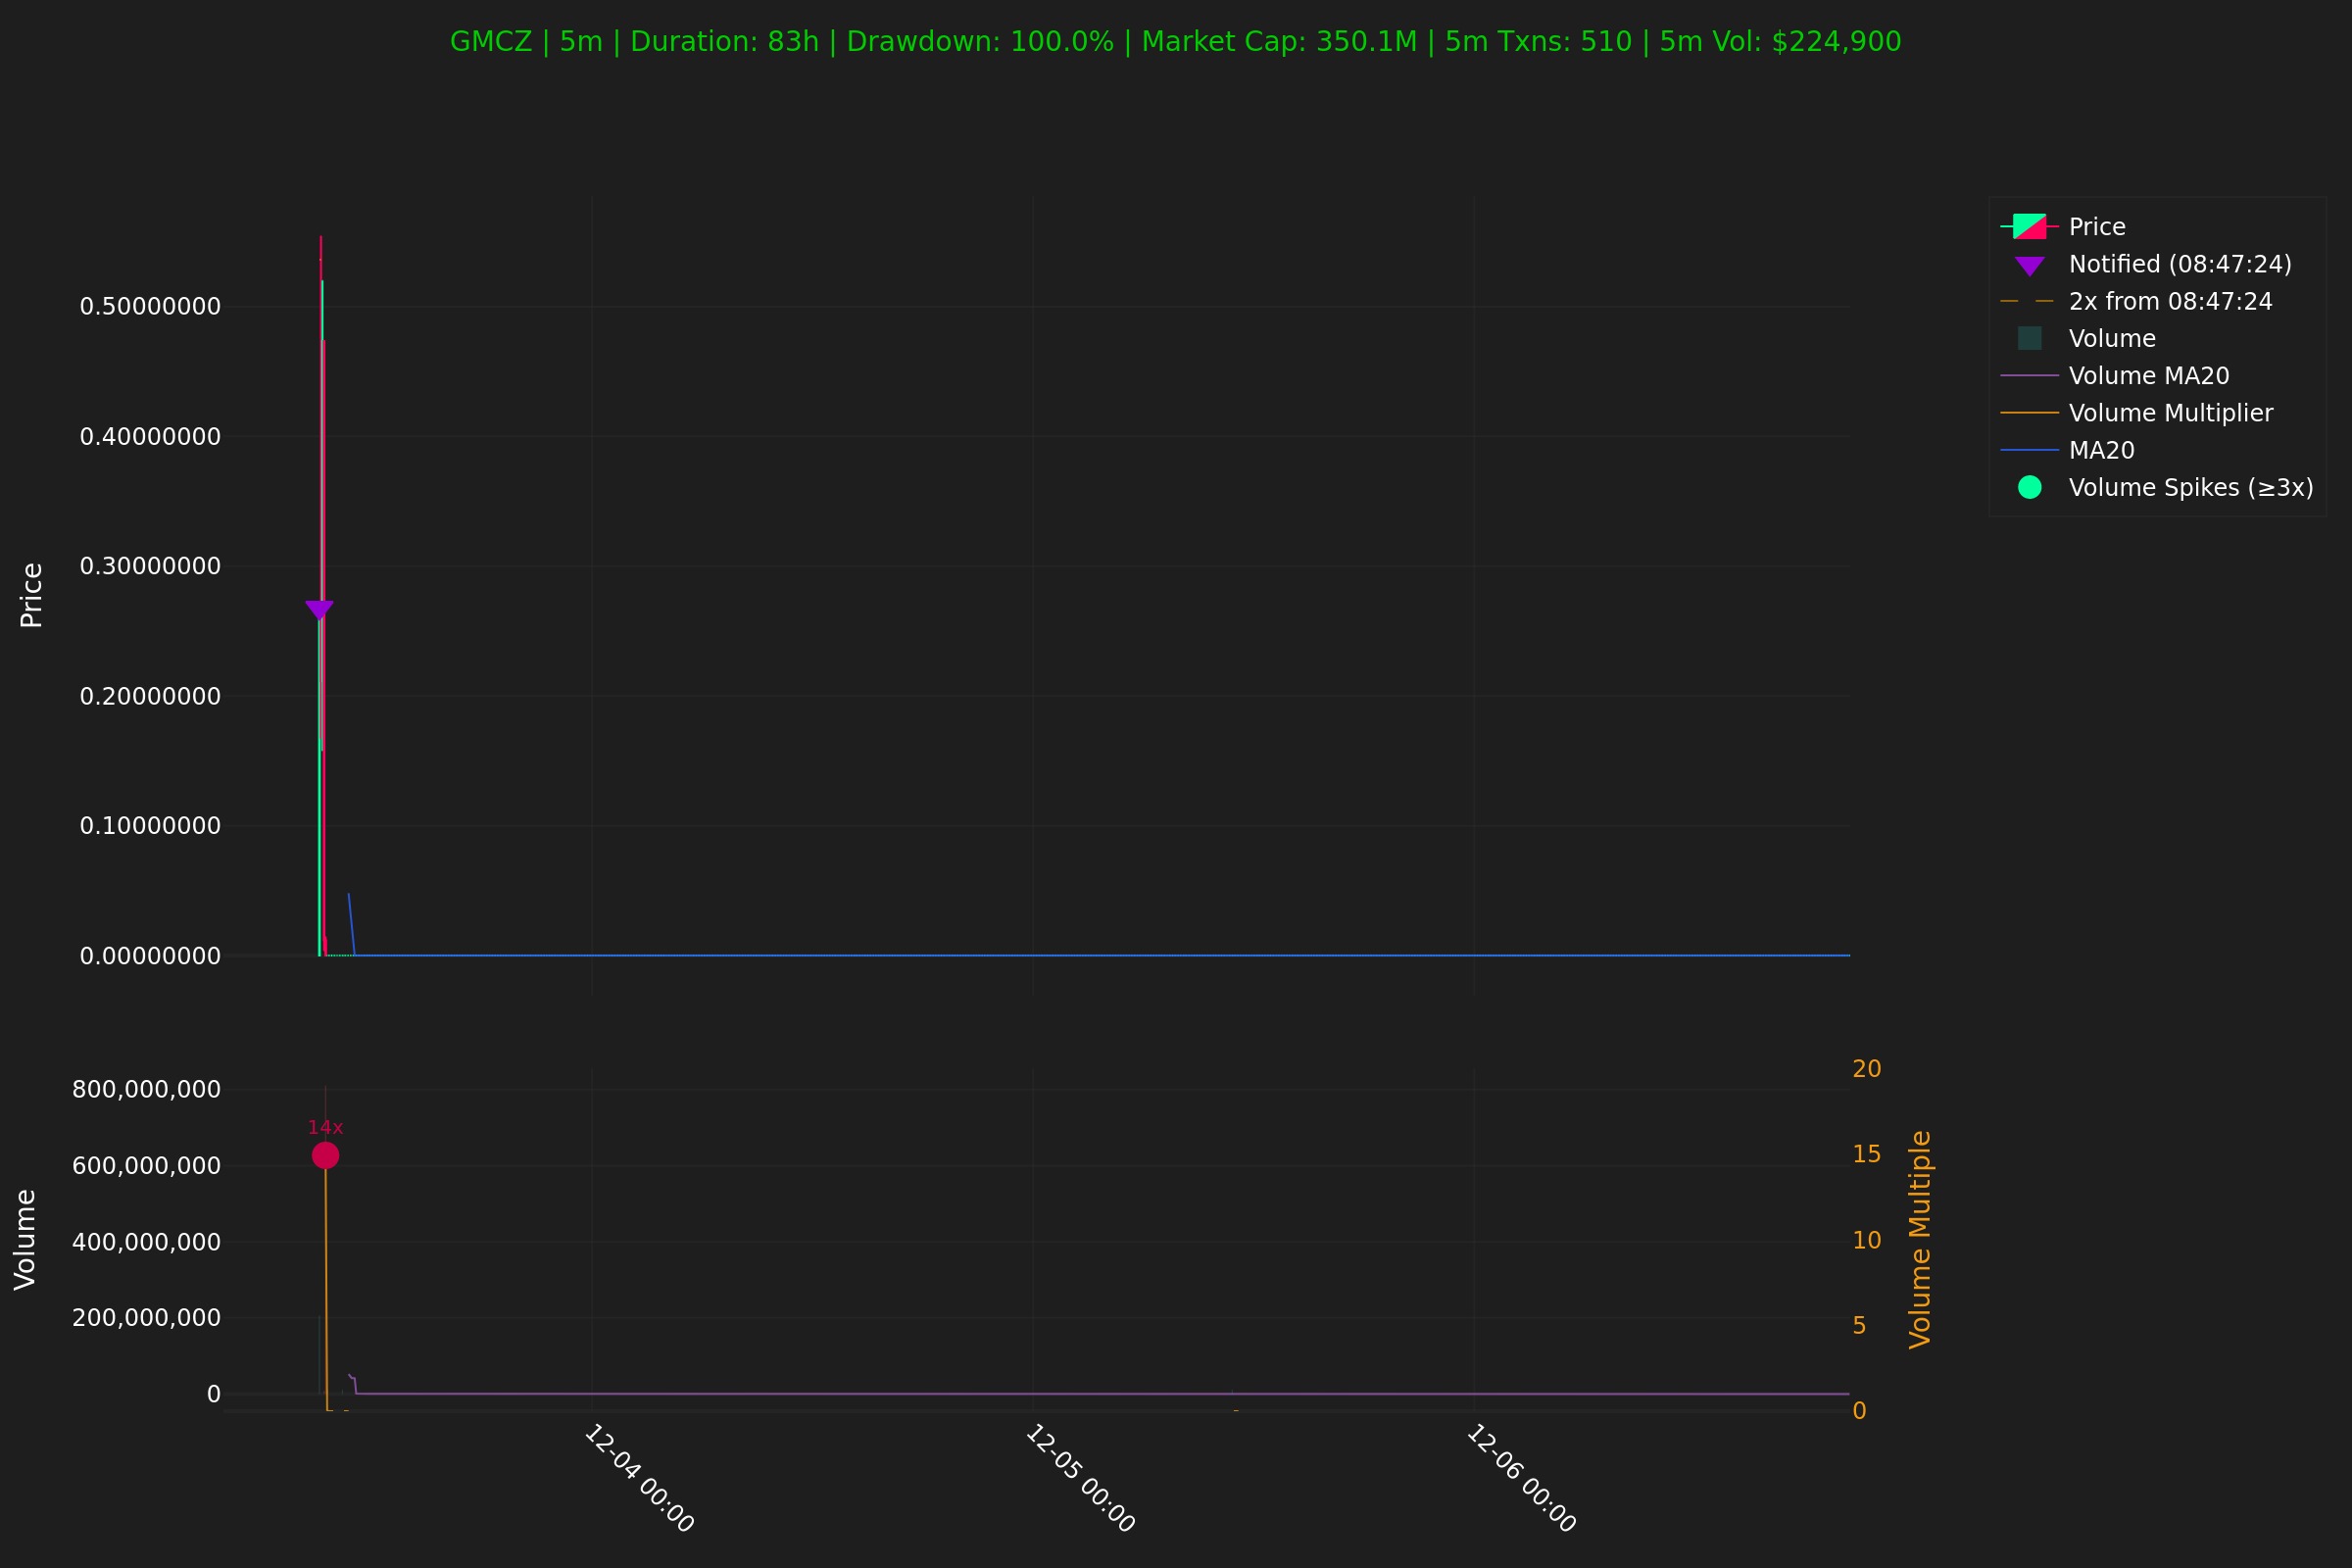 GMCZ | 5m | Duration: 83h | Drawdown: 100.0% | Market Cap: 350.1M | 5m Txns: 510 | 5m Vol: $224,900
Price
Notified (08:47:24)
2x from 08:47:24
Volume
Volume MA20
Volume Multiplier
MA20
Volume Spikes (≥3x)
Price
0.50000000
0.40000000
0.30000000
0.20000000
0.10000000
0.00000000
Volume
800,000,000
600,000,000
400,000,000
200,000,000
0
14x
20
15
10
5
0
Volume Multiple
12-04 00:00
12-05 00:00
12-06 00:00